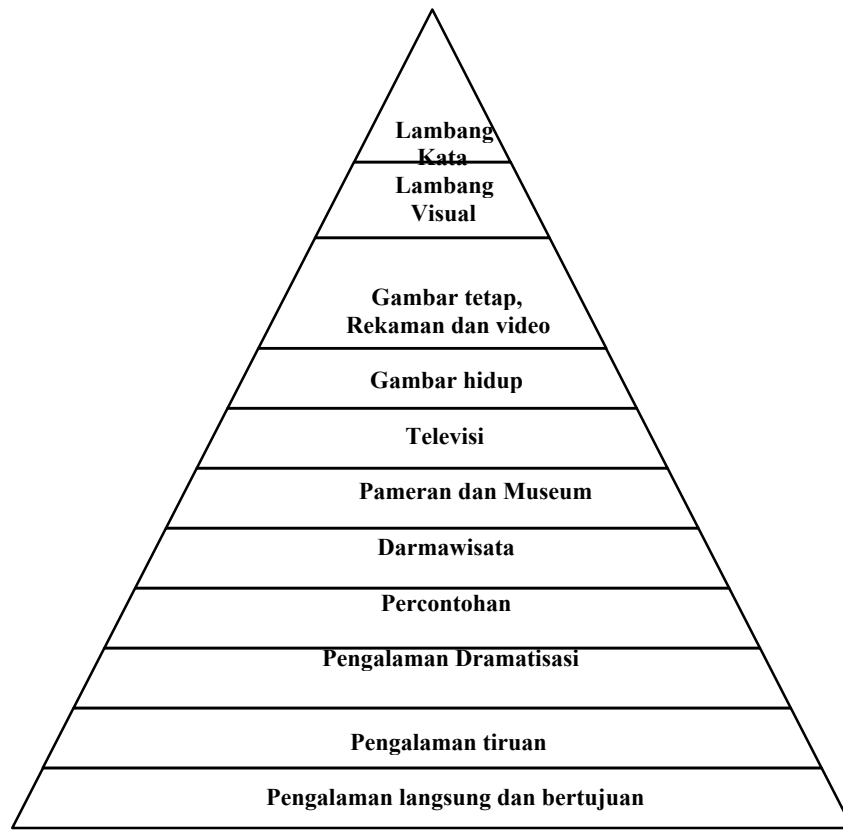 Lambang
Kata
Lambang
Visual
Gambar tetap,
Rekaman dan video
Gambar hidup
Televisi
Pameran dan Museum
Darmawisata
Percontohan
Pengalaman Dramatisasi
Pengalaman tiruan
Pengalaman langsung dan bertujuan